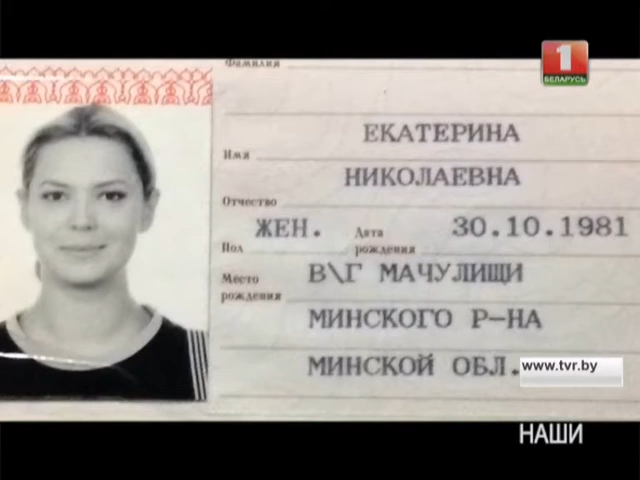 1
БЕЛАРУСЬ
Фамилия
ЕКАТЕРИНА
Имя
НИКОЛАЕВНА
Отчество
ЖЕН. Дата 30.10.1981
Пол рождения
Место В\Г МАЧУЛИЩИ
рождения
МИНСКОГО Р-НА
МИНСКОЙ ОБЛ.
www.tvr.by
НАШИ